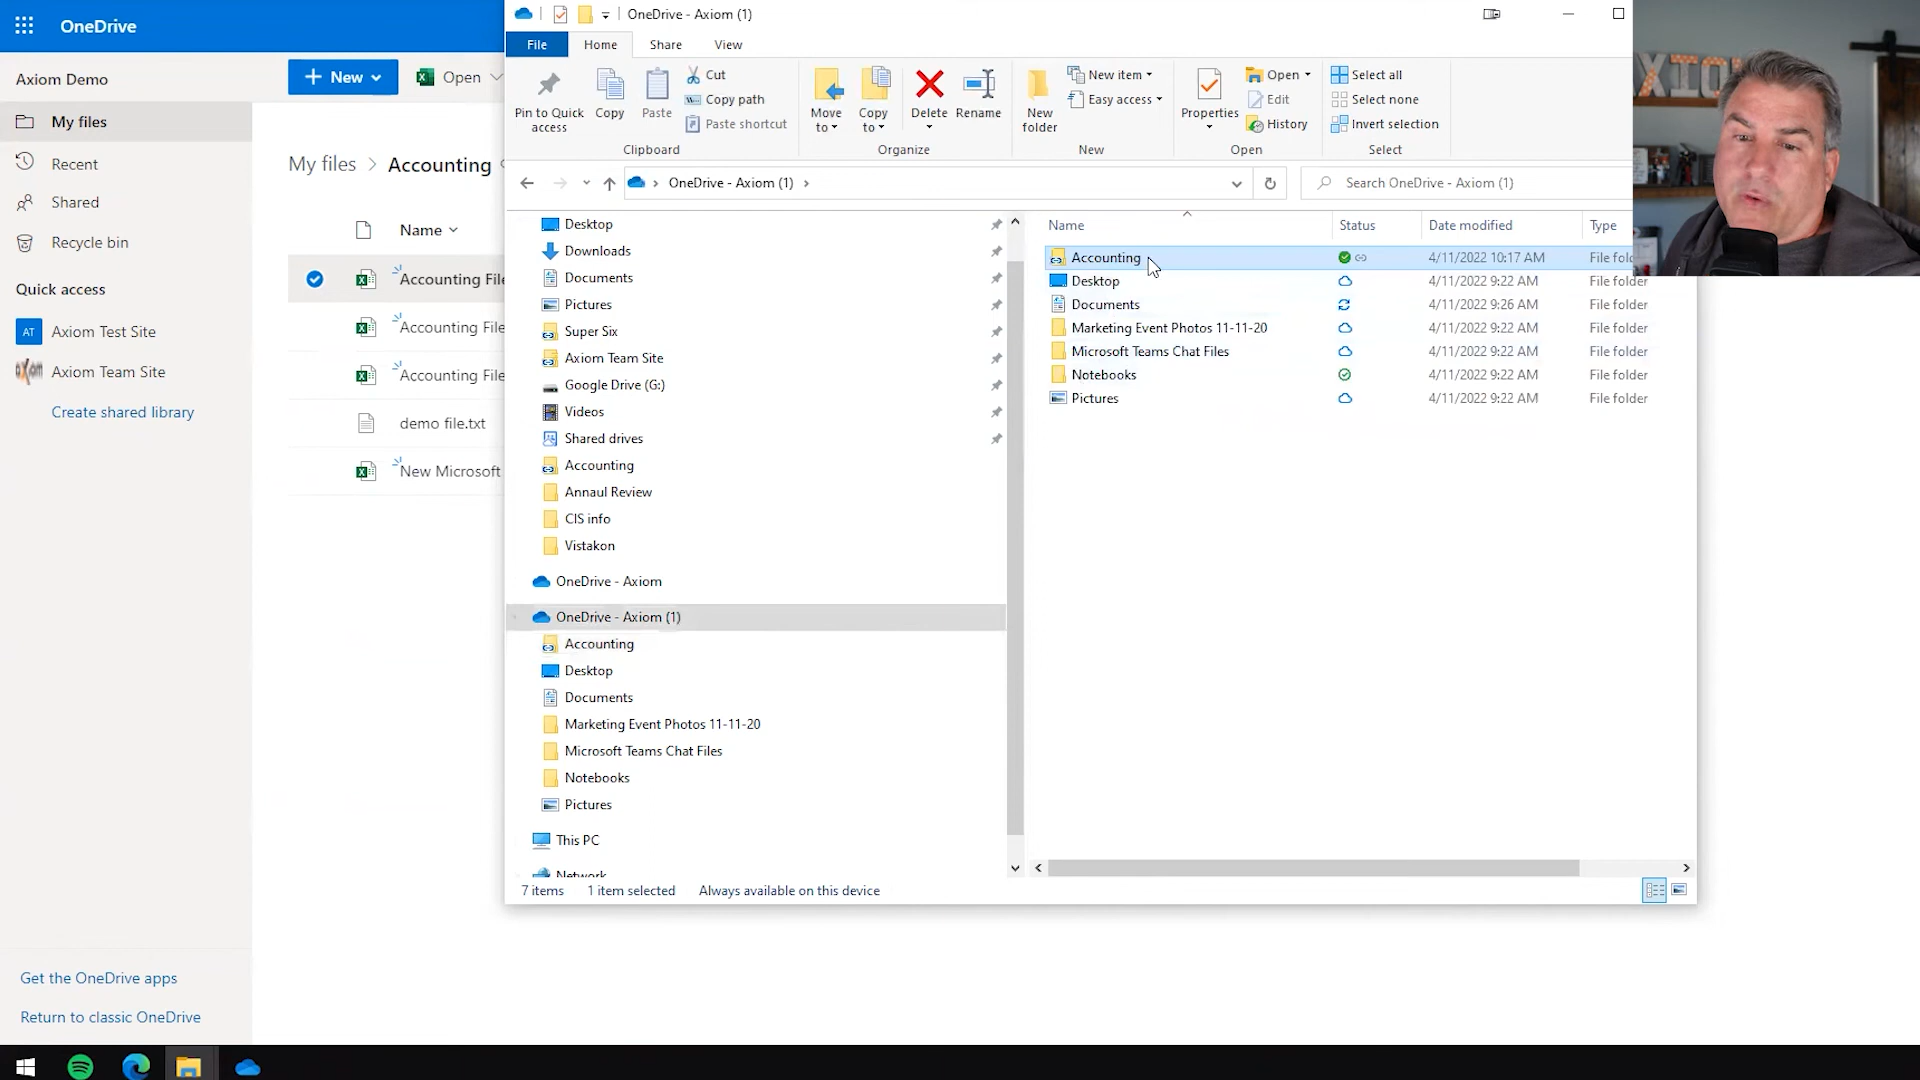 OneDrive
OneDrive - Axiom (1)
File
Home
Share
View
Axiom Demo
New
Open
Pin to Quick access
Copy
Paste
Cut
Copy path
Paste shortcut
Move to
Copy to
Delete
Rename
New folder
New item
Easy access
Properties
Open
Edit
History
Select all
Select none
Invert selection
Clipboard
Organize
New
Open
Select
My files
Recent
Shared
Recycle bin
Quick access
AT Axiom Test Site
axiom Axiom Team Site
Create shared library
Get the OneDrive apps
Return to classic OneDrive
My files > Accounting
Name
Accounting File
Accounting File
Accounting File
demo file.txt
New Microsoft
OneDrive - Axiom (1)
Search OneDrive - Axiom (1)
Desktop
Downloads
Documents
Pictures
Super Six
Axiom Team Site
Google Drive (G:)
Videos
Shared drives
Accounting
Annaul Review
CIS info
Vistakon
OneDrive - Axiom
OneDrive - Axiom (1)
Accounting
Desktop
Documents
Marketing Event Photos 11-11-20
Microsoft Teams Chat Files
Notebooks
Pictures
This PC
Network
Name Status Date modified Type
Accounting 4/11/2022 10:17 AM File fol
Desktop 4/11/2022 9:22 AM File folder
Documents 4/11/2022 9:26 AM File folder
Marketing Event Photos 11-11-20 4/11/2022 9:22 AM File folder
Microsoft Teams Chat Files 4/11/2022 9:22 AM File folder
Notebooks 4/11/2022 9:22 AM File folder
Pictures 4/11/2022 9:22 AM File folder
7 items 1 item selected Always available on this device